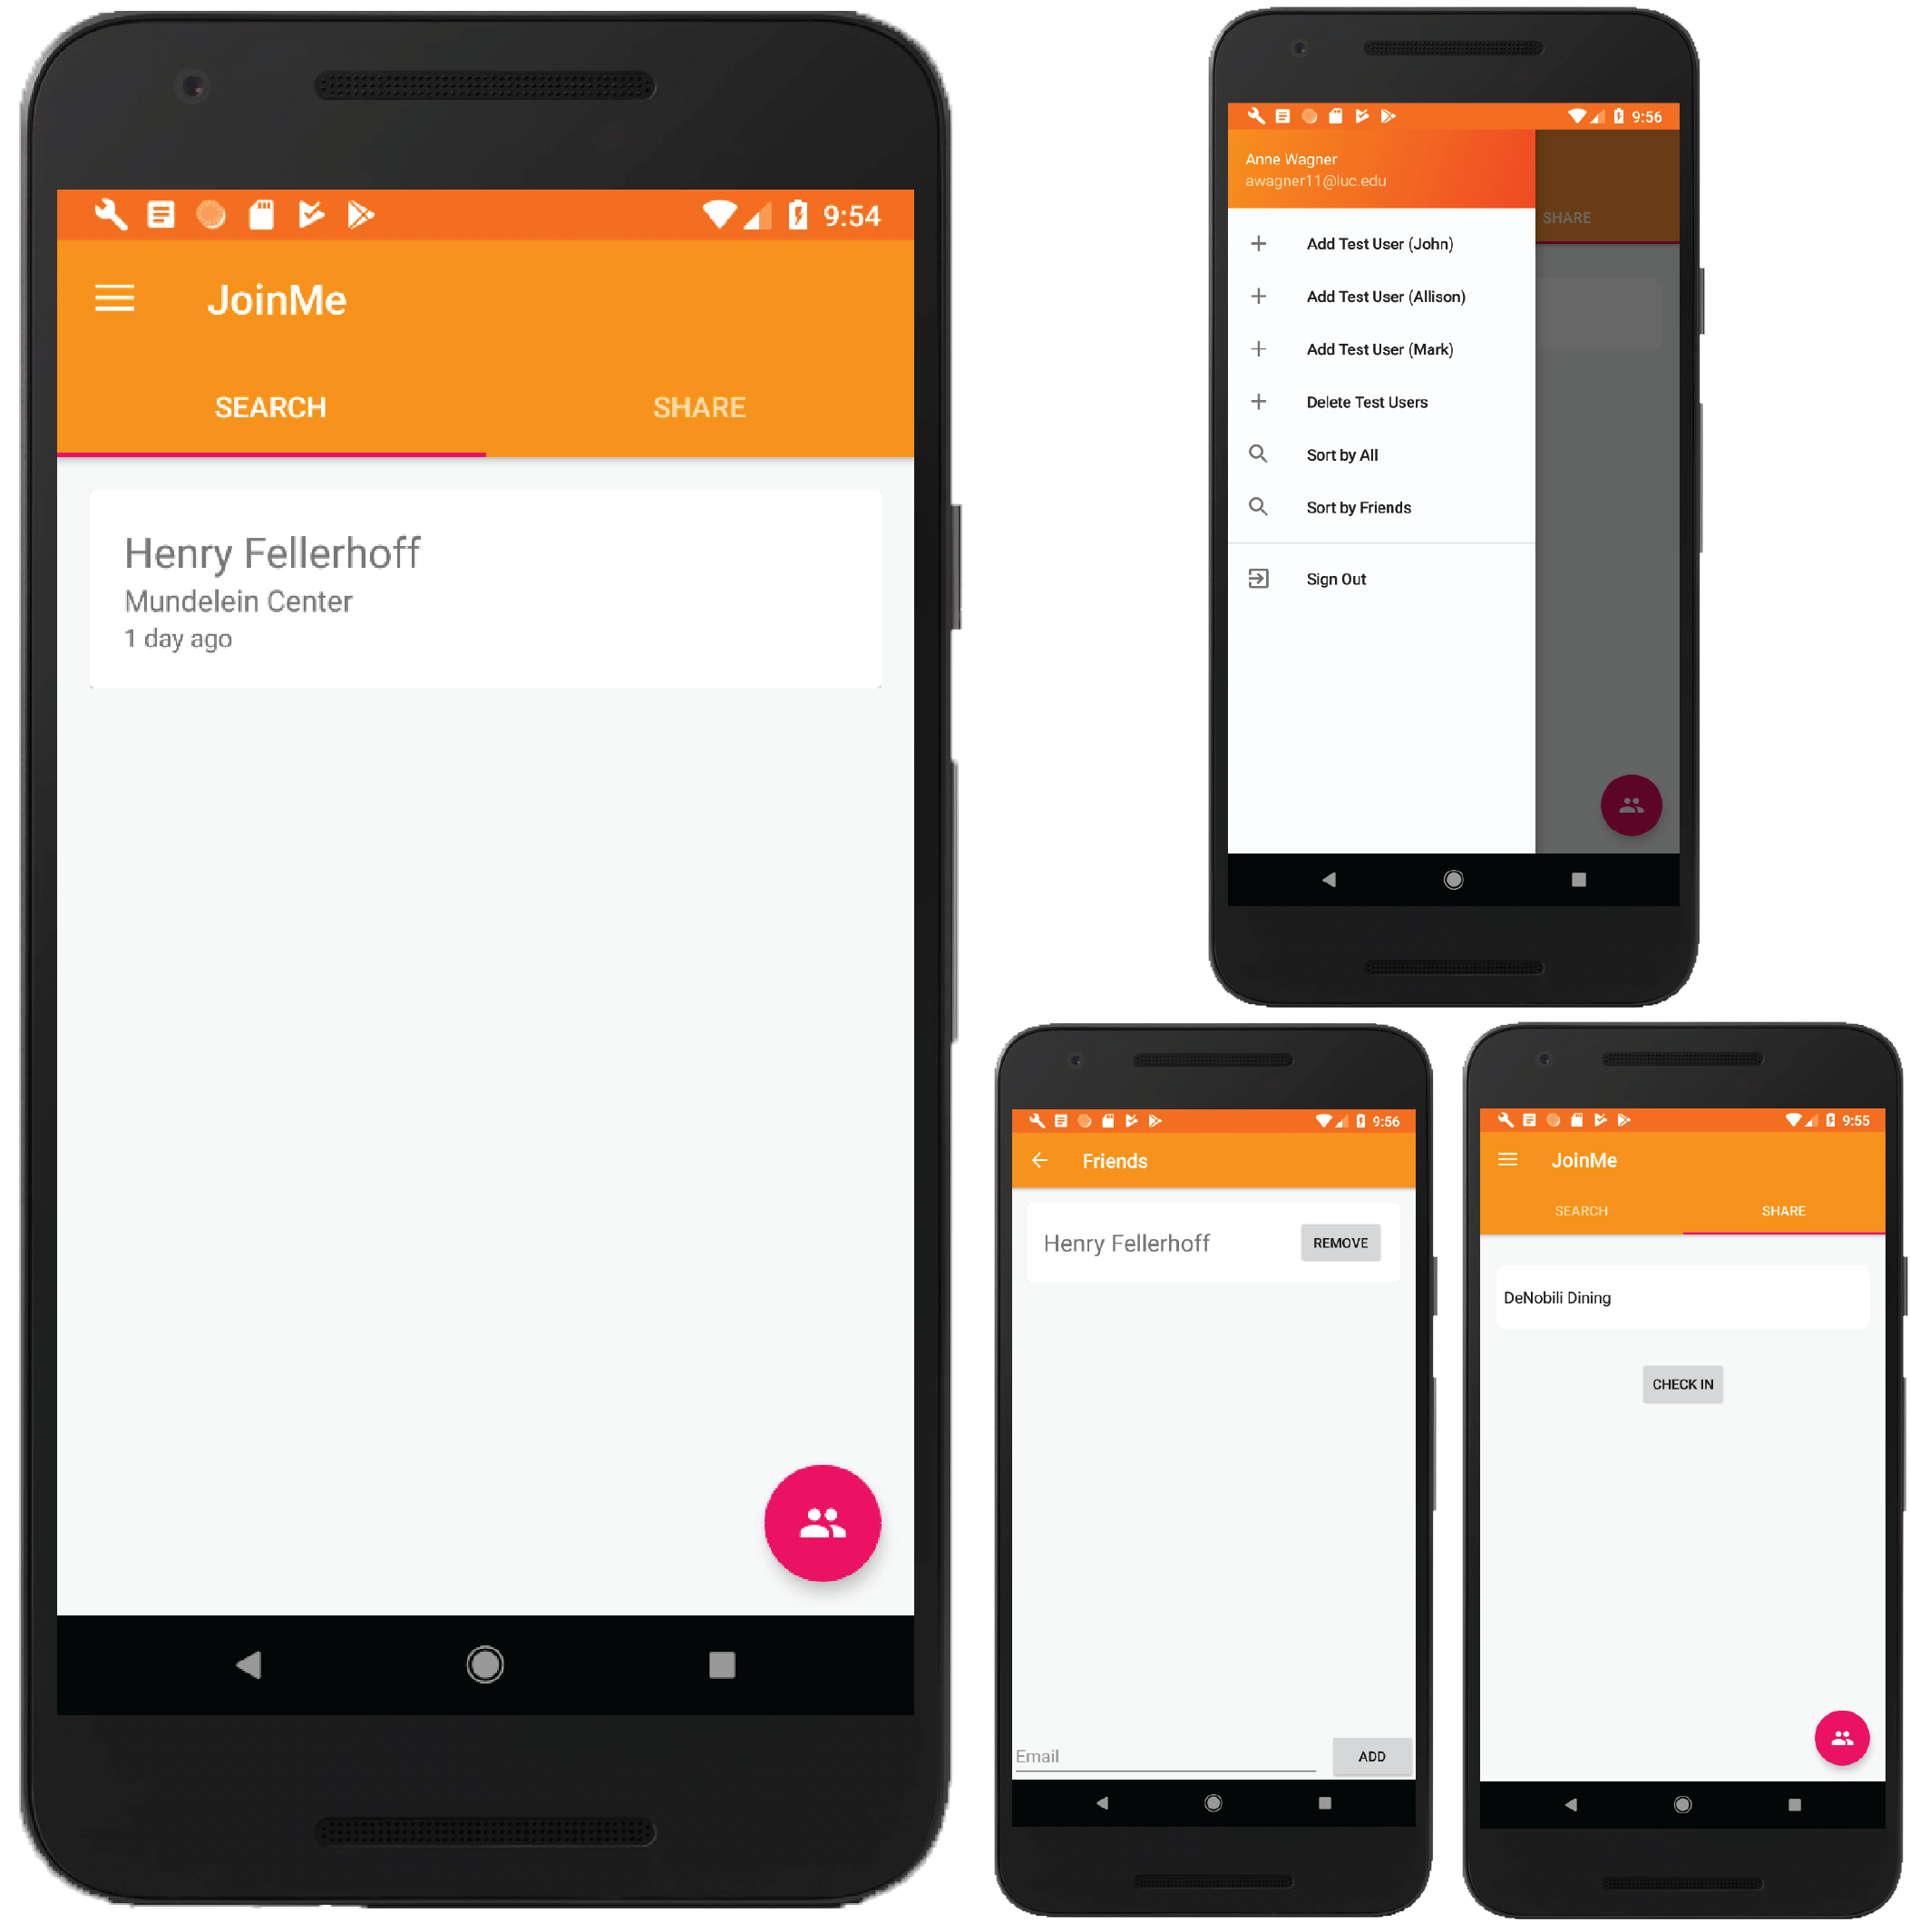 9:54
JoinMe
SEARCH SHARE
Henry Fellerhoff
Mundelein Center
1 day ago
9:56
Anne Wagner
awagner11@luc.edu
SHARE
Add Test User (John)
Add Test User (Allison)
Add Test User (Mark)
Delete Test Users
Sort by All
Sort by Friends
Sign Out
9:56
Friends
Henry Fellerhoff REMOVE
Email ADD
9:55
JoinMe
SEARCH SHARE
DeNobili Dining
CHECK IN